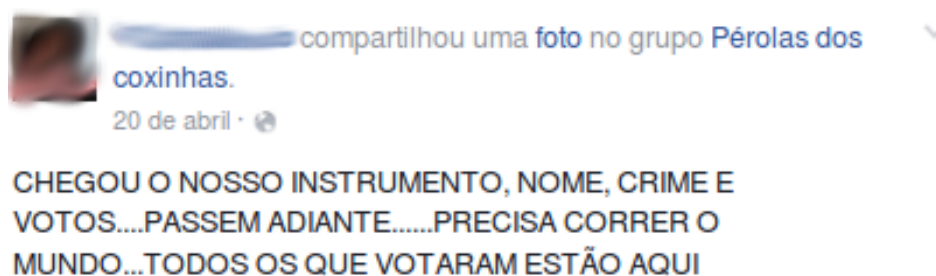 compartilhou uma foto no grupo Pérolas dos
coxinhas.
20 de abril ·
CHEGOU O NOSSO INSTRUMENTO, NOME, CRIME E
VOTOS....PASSEM ADIANTE......PRECISA CORRER O
MUNDO...TODOS OS QUE VOTARAM ESTÃO AQUI